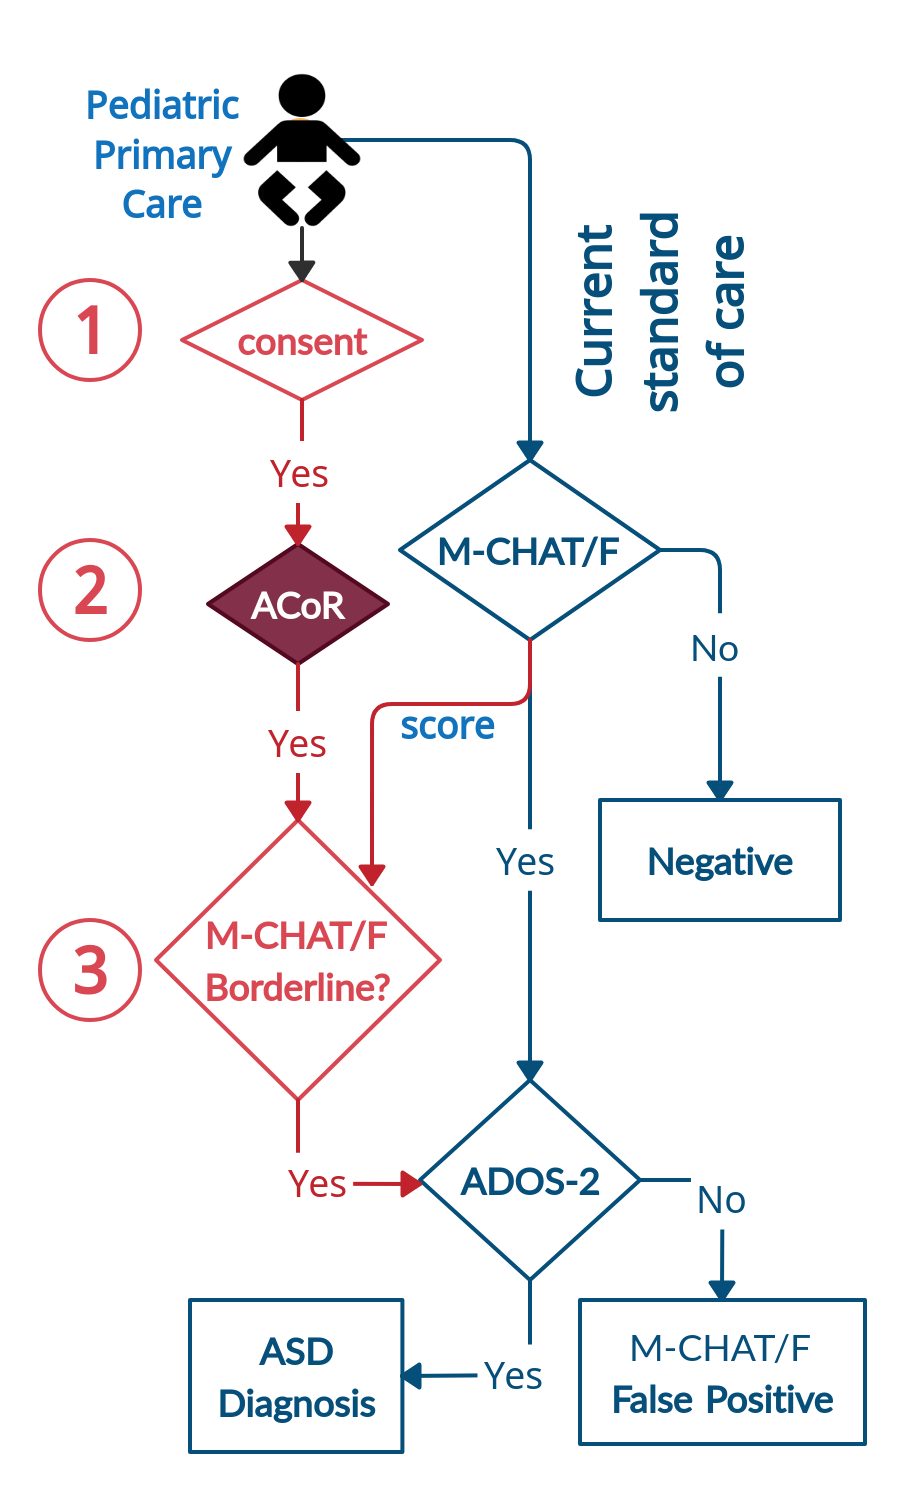 Pediatric
Primary
Care
Current
standard
of care
1
consent
Yes
2
ACoR
M-CHAT/F
No
Yes
score
Negative
Yes
3
M-CHAT/F
Borderline?
Yes
ADOS-2
No
ASD
Diagnosis
Yes
M-CHAT/F
False Positive